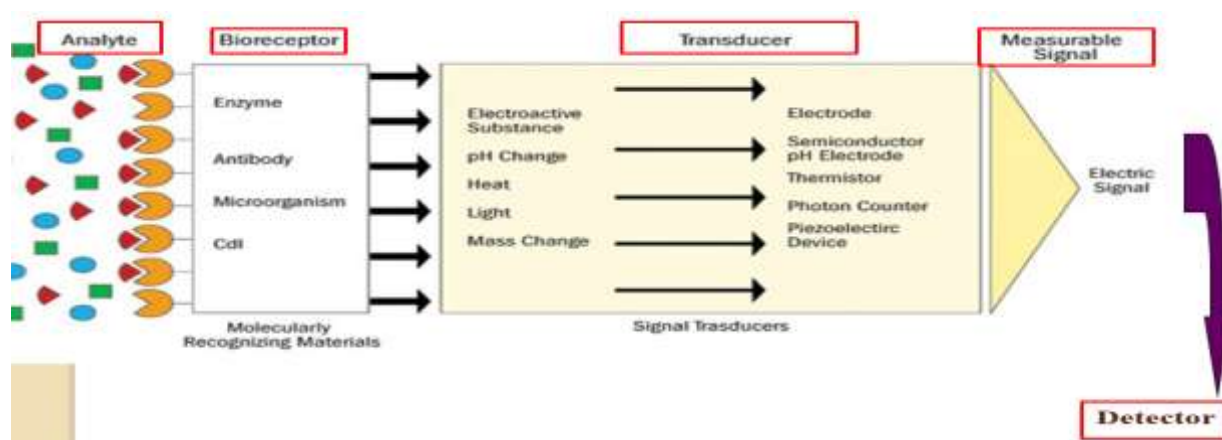 Analyte
Bioreceptor
Transducer
Measurable
Signal
Enzyme
Antibody
Microorganism
Cdl
Molecularly
Recognizing Materials
Electroactive
Substance
pH Change
Heat
Light
Mass Change
Electrode
Semiconductor
pH Electrode
Thermistor
Photon Counter
Piezoelectirc
Device
Signal Trasducers
Electric
Signal
Detector